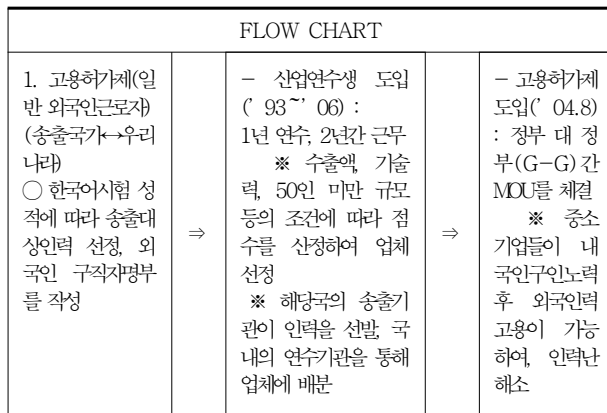 FLOW CHART
1. 고용허가제(일
반 외국인근로자)
(송출국가↔우리
나라)
○ 한국어시험 성
적에 따라 송출대
상인력 선정, 외
국인 구직자명부
를 작성
⇒
- 산업연수생 도입
('93~'06) :
1년 연수, 2년간 근무
※ 수출액, 기술
력, 50인 미만 규모
등의 조건에 따라 점
수를 산정하여 업체
선정
※ 해당국의 송출기
관이 인력을 선발, 국
내의 연수기관을 통해
업체에 배분
⇒
- 고용허가제
도입('04.8)
: 정부 대 정
부(G-G)간
MOU를 체결
※ 중소
기업들이 내
국인구인노력
후 외국인력
고용이 가능
하여, 인력난
해소